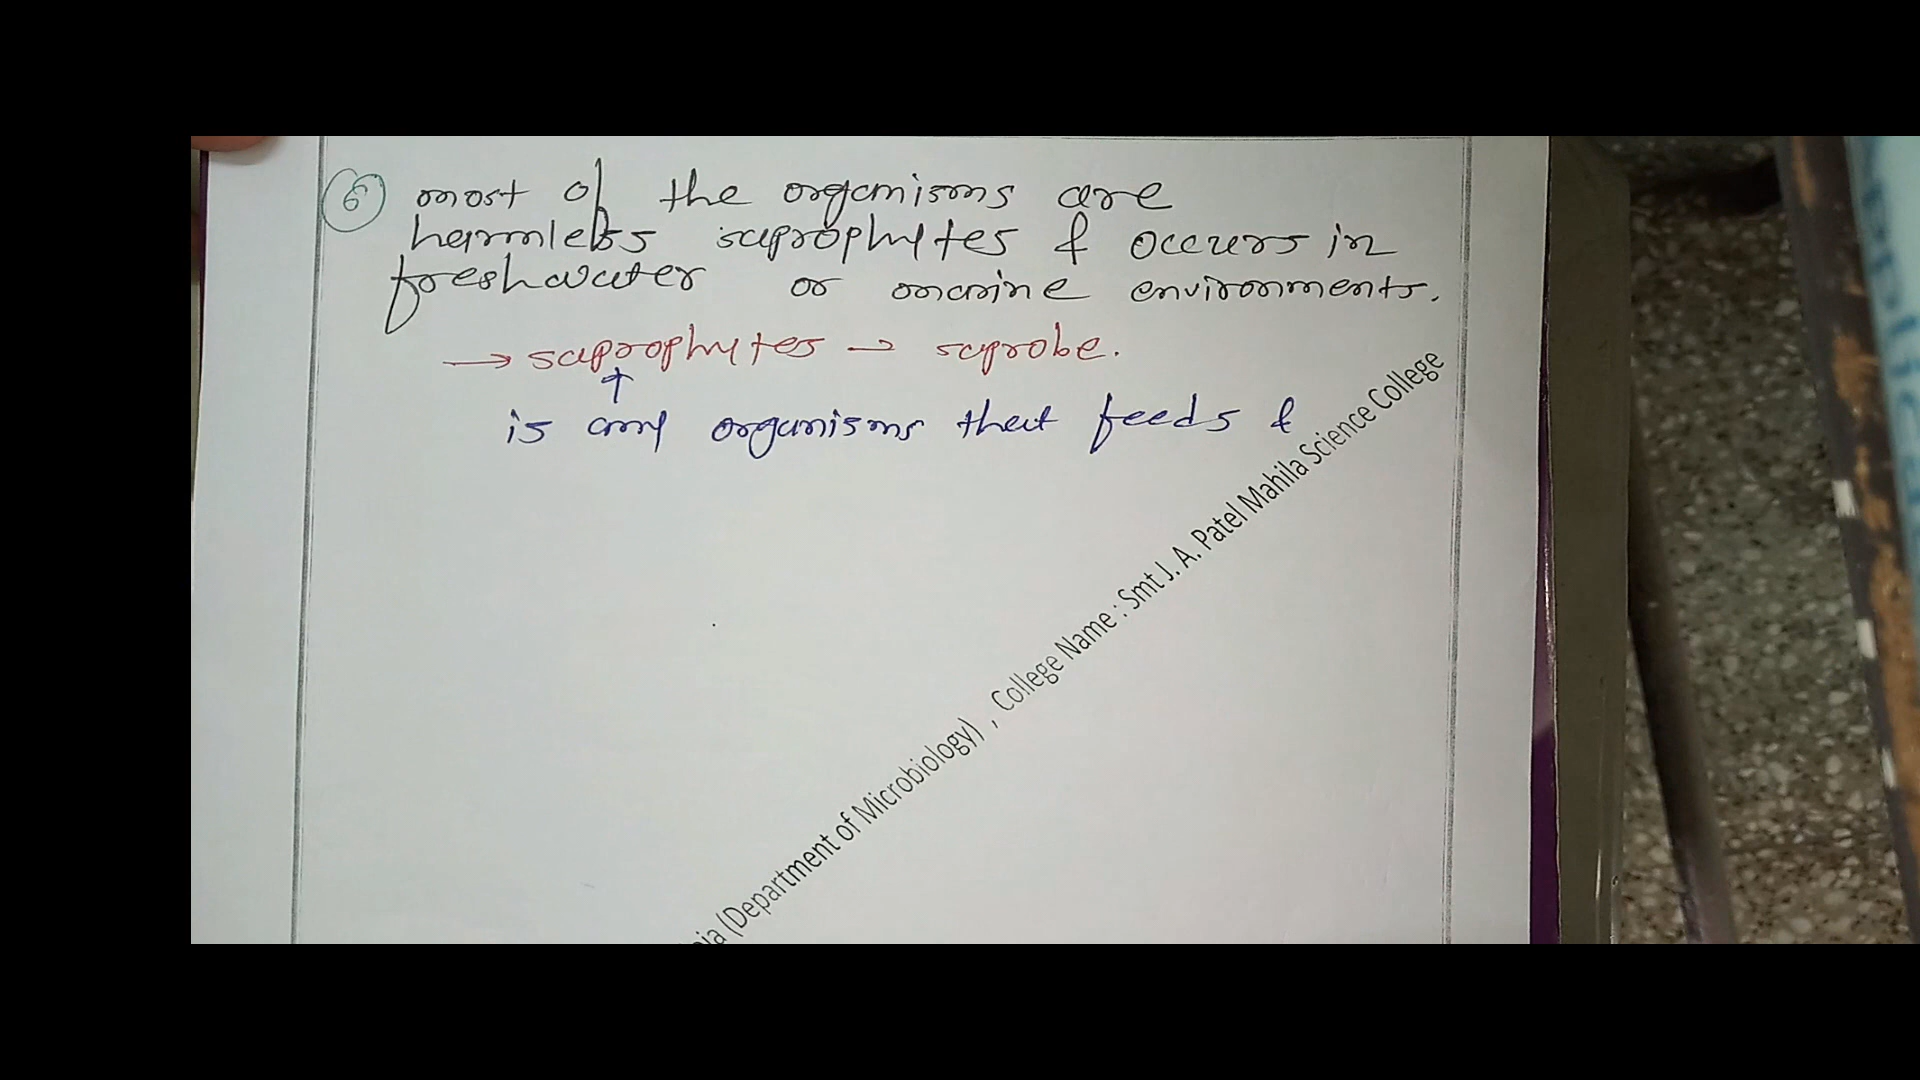 6 most of the organisms are
harmless saprophytes & occurs in
freshwater or marine environments.
→ saprophytes → saprobe.
↑
is any organisms that feeds &
(Department of Microbiology) , College Name : Smt J. A. Patel Mahila Science College